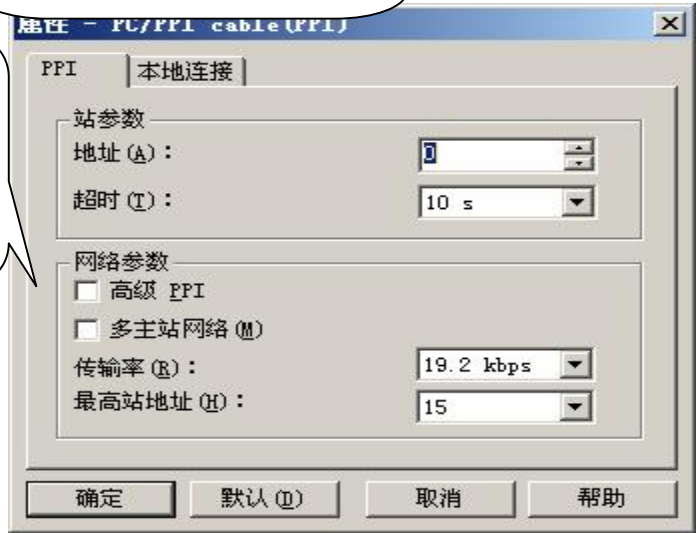 属性 - PC/PPI cable(PPI)
PPI 本地连接
站参数
地址(A)：
0
超时(T)：
10 s
网络参数
高级 PPI
多主站网络(M)
传输率(R)：
19.2 kbps
最高站地址(H)：
15
确定 默认(D) 取消 帮助